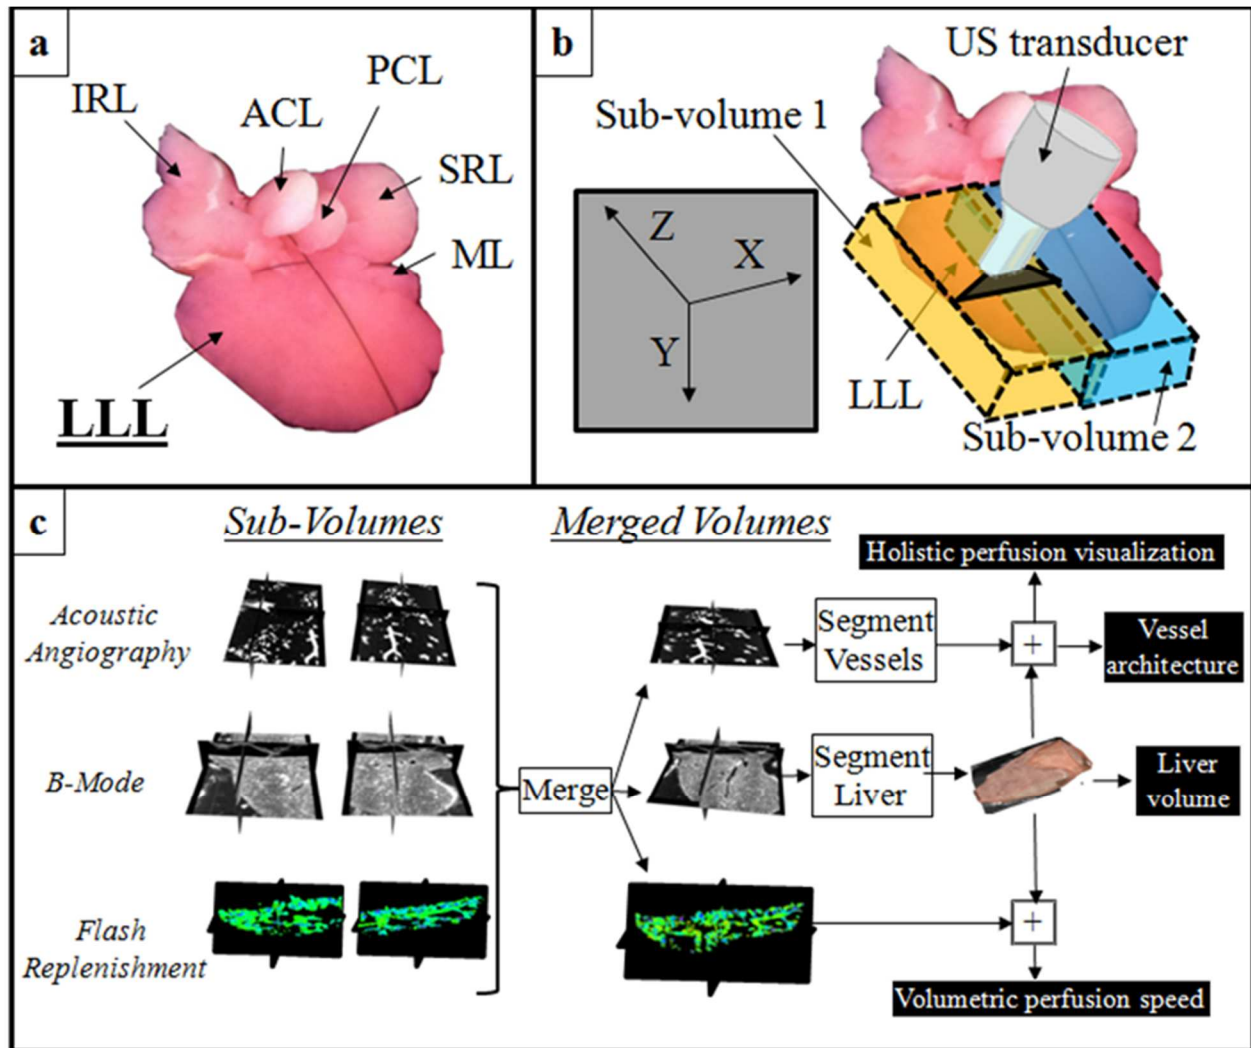 a
IRL
ACL
PCL
SRL
ML
LLL
b
US transducer
Sub-volume 1
Z
X
Y
LLL
Sub-volume 2
c
Sub-Volumes
Merged Volumes
Holistic perfusion visualization
Acoustic
Angiography
Segment
Vessels
+
Vessel
architecture
B-Mode
Merge
Segment
Liver
Liver
volume
Flash
Replenishment
+
Volumetric perfusion speed